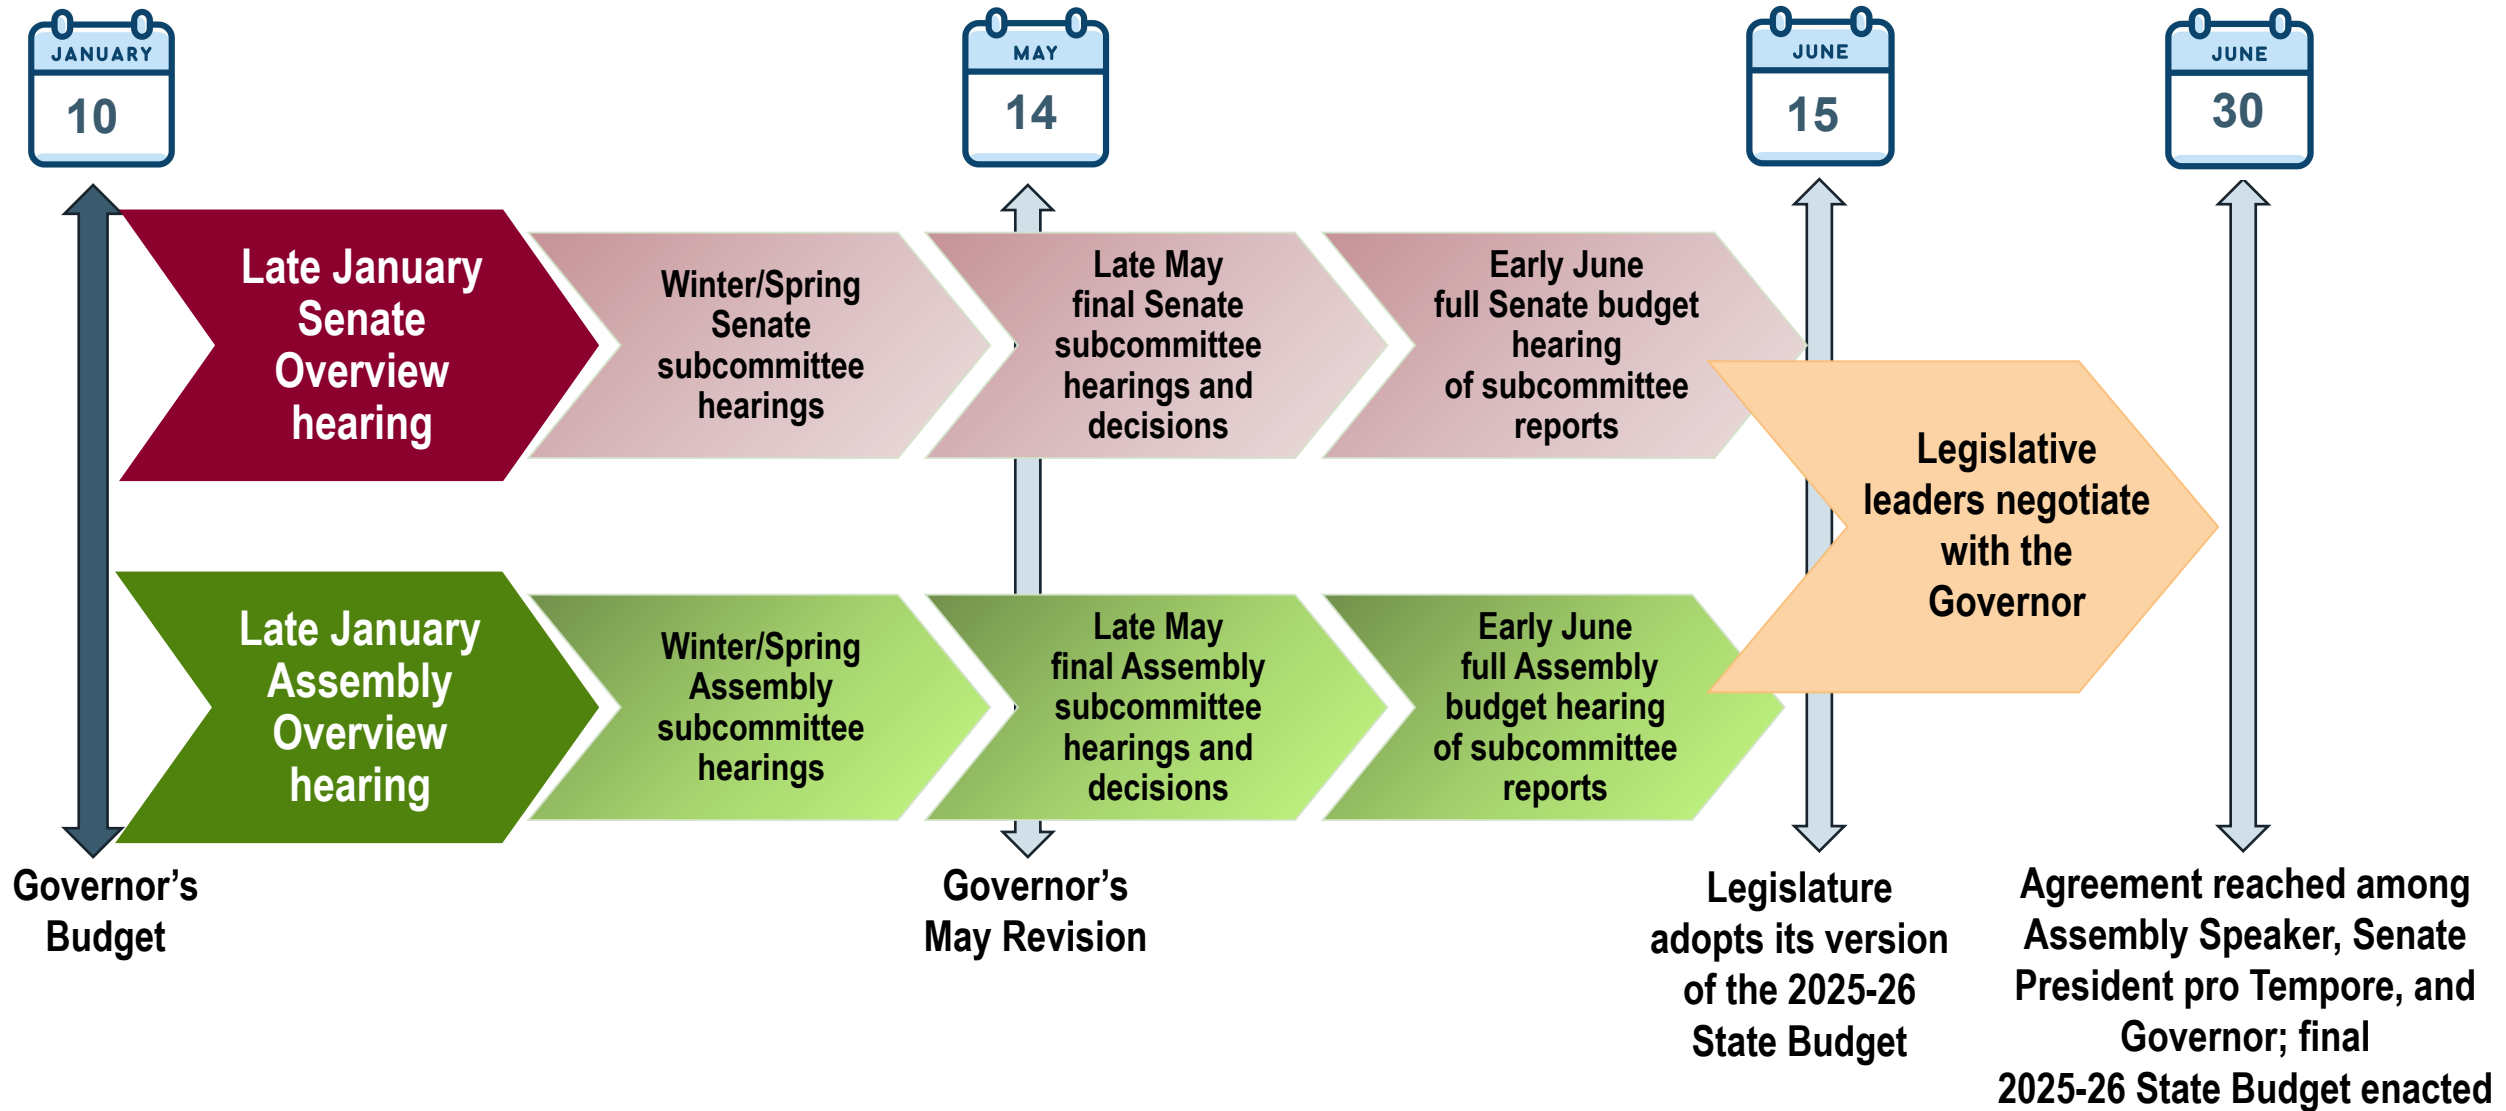 JANUARY
10
MAY
14
JUNE
15
JUNE
30
Late January
Senate
Overview
hearing
Winter/Spring
Senate
subcommittee
hearings
Late May
final Senate
subcommittee
hearings and
decisions
Early June
full Senate budget
hearing
of subcommittee
reports
Legislative
leaders negotiate
with the
Governor
Late January
Assembly
Overview
hearing
Winter/Spring
Assembly
subcommittee
hearings
Late May
final Assembly
subcommittee
hearings and
decisions
Early June
full Assembly
budget hearing
of subcommittee
reports
Governor’s
Budget
Governor’s
May Revision
Legislature
adopts its version
of the 2025-26
State Budget
Agreement reached among
Assembly Speaker, Senate
President pro Tempore, and
Governor; final
2025-26 State Budget enacted